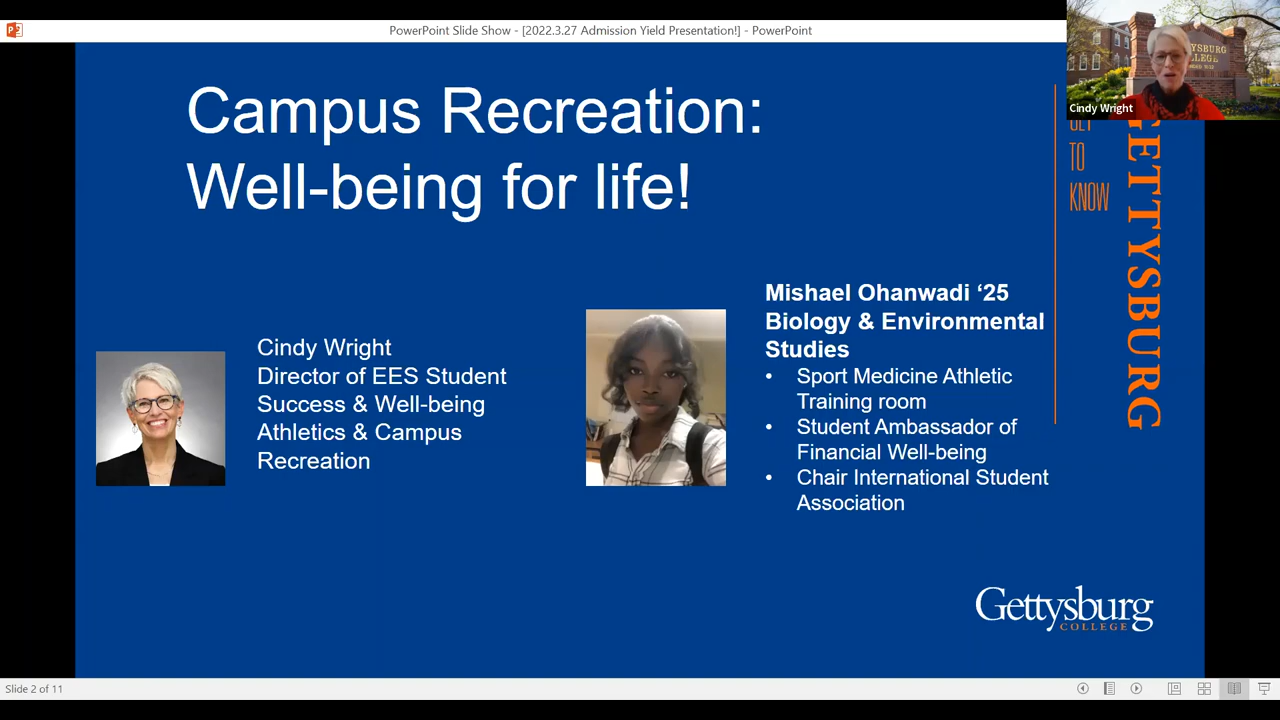 PowerPoint Slide Show - [2022.3.27 Admission Yield Presentation!] - PowerPoint
GETTYSBURG
COLLEGE
Cindy Wright
Campus Recreation:
Well-being for life!
GET
TO
KNOW
GETTYSBURG
Cindy Wright
Director of EES Student
Success & Well-being
Athletics & Campus
Recreation
Mishael Ohanwadi ‘25
Biology & Environmental
Studies
• Sport Medicine Athletic
Training room
• Student Ambassador of
Financial Well-being
• Chair International Student
Association
Gettysburg
COLLEGE
Slide 2 of 11